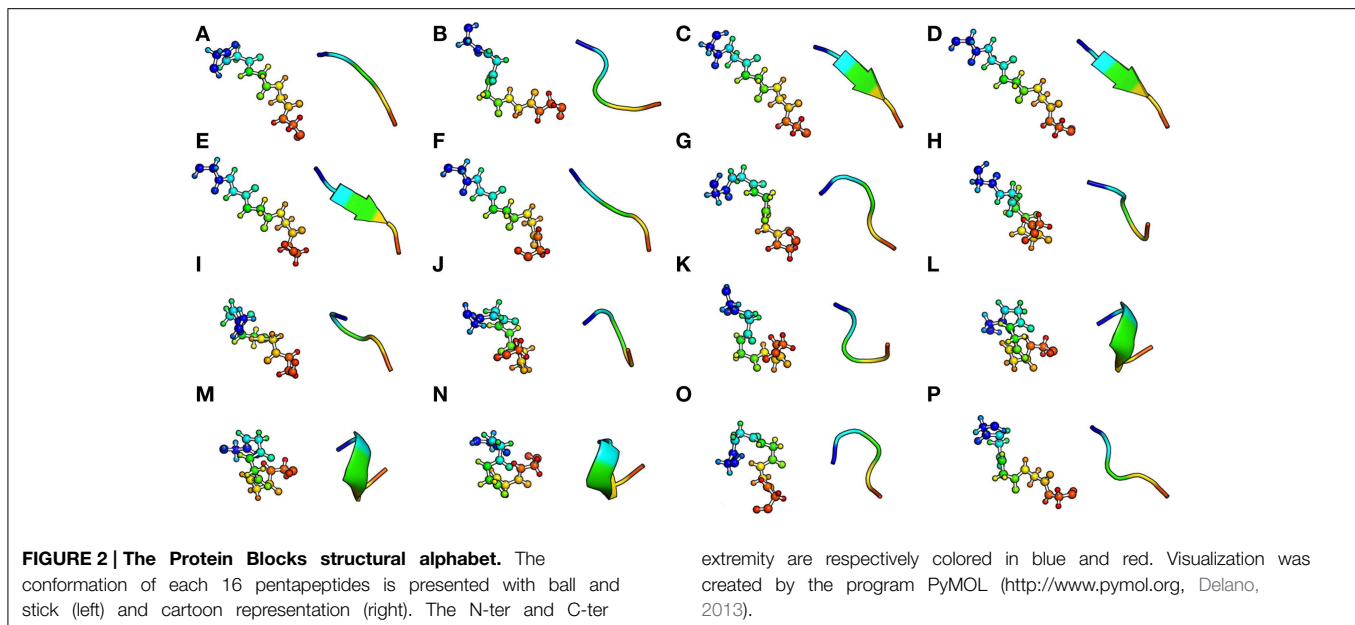 A B C D
E F G H
I J K L
M N O P
FIGURE 2 | The Protein Blocks structural alphabet. The
conformation of each 16 pentapeptides is presented with ball and
stick (left) and cartoon representation (right). The N-ter and C-ter
extremity are respectively colored in blue and red. Visualization was
created by the program PyMOL (http://www.pymol.org, Delano,
2013).